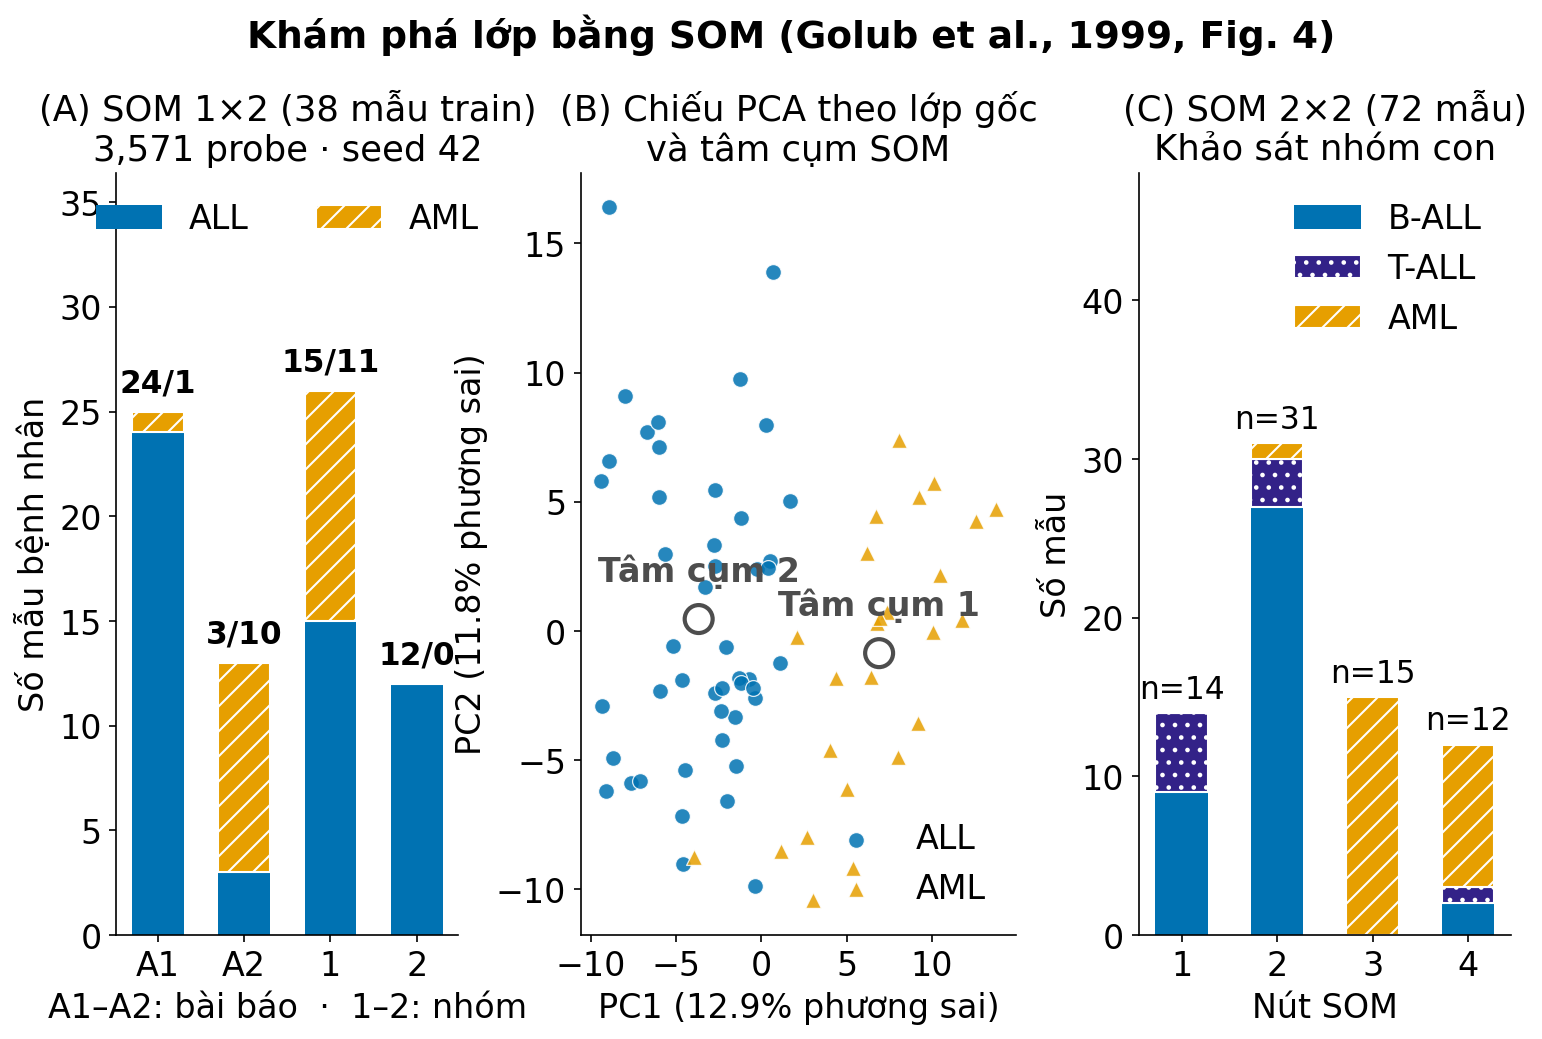 Khám phá lớp bằng SOM (Golub et al., 1999, Fig. 4)
(A) SOM 1×2 (38 mẫu train)
3,571 probe · seed 42
35
30
25
20
15
10
5
0
Số mẫu bệnh nhân
ALL
AML
24/1
3/10
15/11
12/0
A1
A2
1
2
A1–A2: bài báo · 1–2: nhóm
(B) Chiếu PCA theo lớp gốc
và tâm cụm SOM
15
10
5
0
−5
−10
PC2 (11.8% phương sai)
Tâm cụm 2
Tâm cụm 1
ALL
AML
−10
−5
0
5
10
PC1 (12.9% phương sai)
(C) SOM 2×2 (72 mẫu)
Khảo sát nhóm con
40
30
20
10
0
Số mẫu
B-ALL
T-ALL
AML
n=14
n=31
n=15
n=12
1
2
3
4
Nút SOM